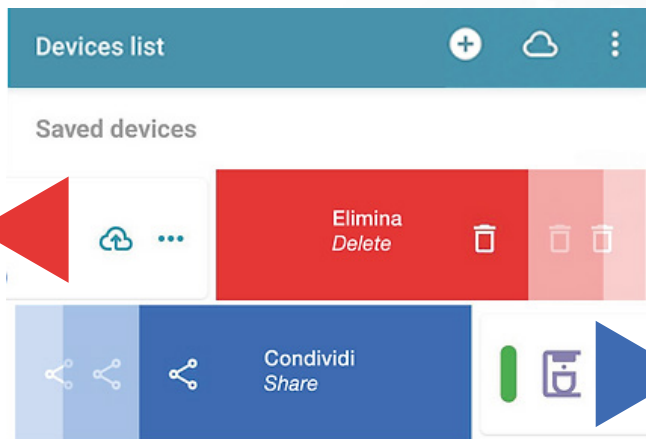 Devices list
Saved devices
Elimina
Delete
Condividi
Share